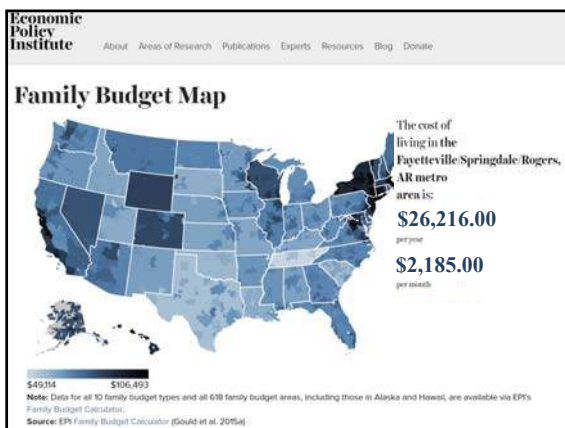 Economic
Policy
Institute
About Areas of Research Publications Experts Resources Blog Donate
Family Budget Map
The cost of
living in the
Fayetteville/Springdale/Rogers,
AR metro
area is:
$26,216.00
per year
$2,185.00
per month
$49,114 $106,493
Note: Data for all 10 family budget types and all 618 family budget areas, including those in Alaska and Hawaii, are available via EPI's
Family Budget Calculator.
Source: EPI Family Budget Calculator (Gould et al. 2015a)